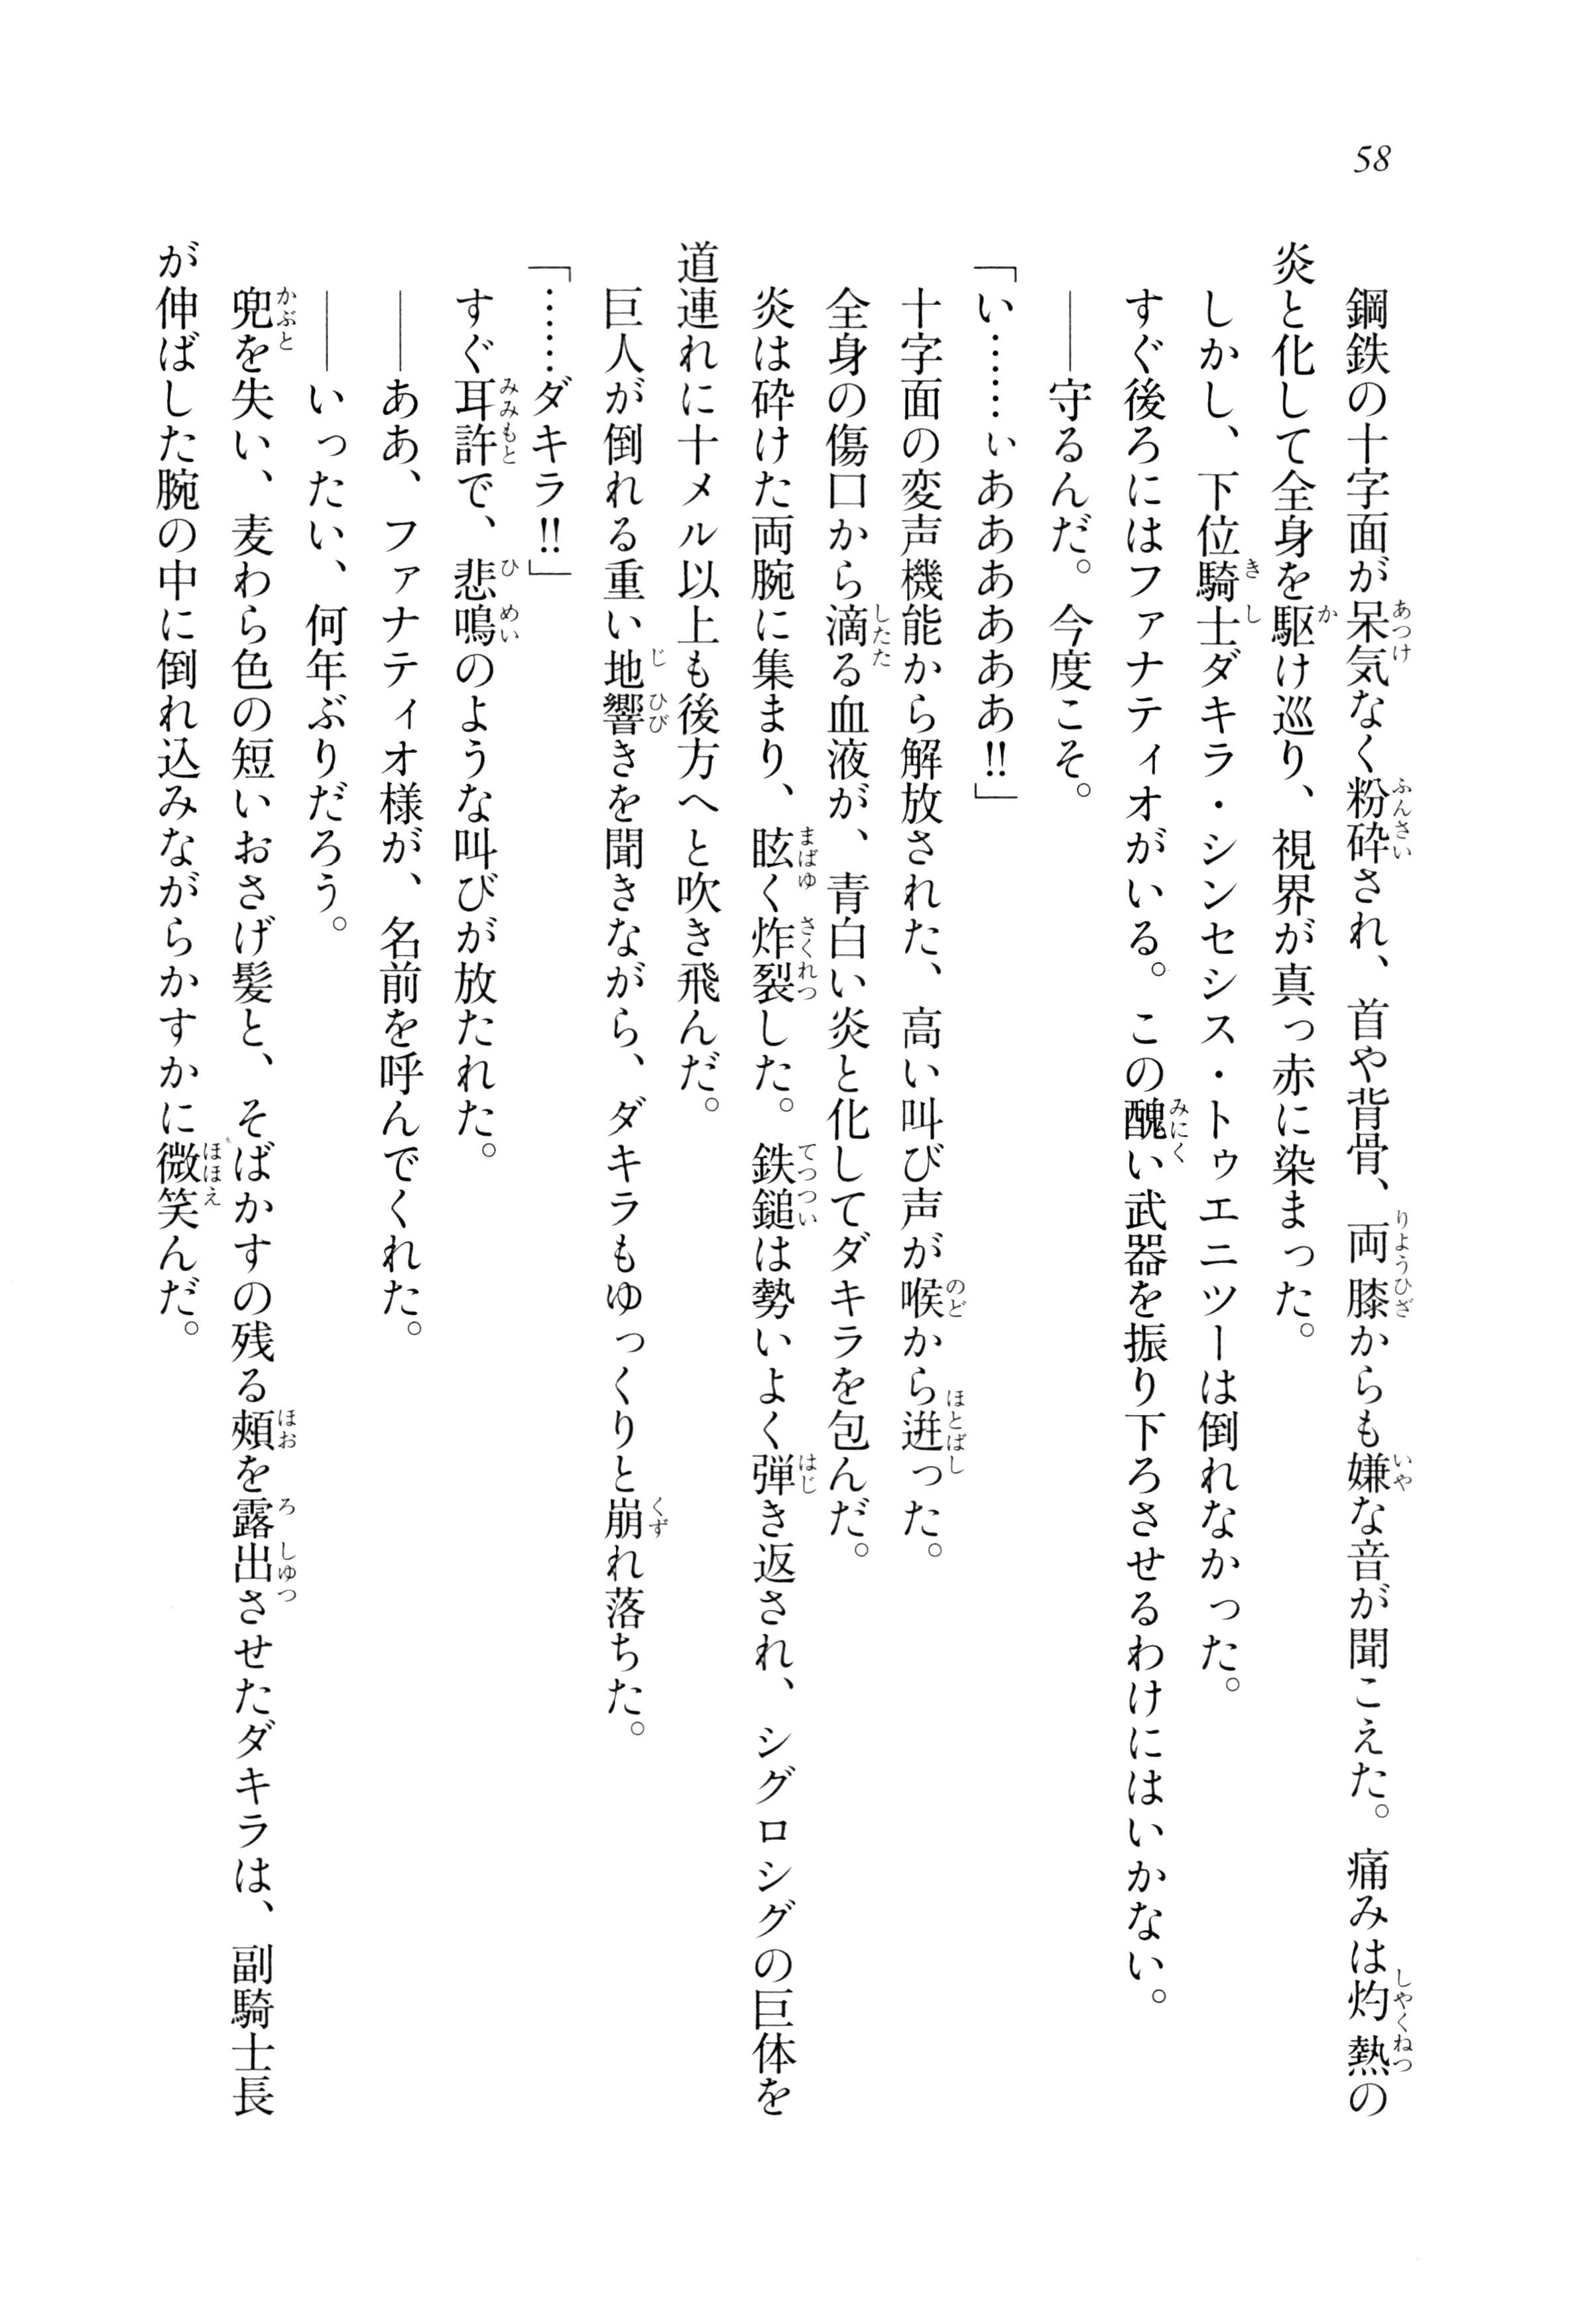 58
　鋼鉄の十字面が呆気なく粉砕され、首や背骨、両膝からも嫌な音が聞こえた。痛みは灼熱の
炎と化して全身を駆け巡り、視界が真っ赤に染まった。
　しかし、下位騎士ダキラ・シンセシス・トゥエニツーは倒れなかった。
　すぐ後ろにはファナティオがいる。この醜い武器を振り下ろさせるわけにはいかない。
　――守るんだ。今度こそ。
「い……ぃあああああ!!」
　十字面の変声機能から解放された、高い叫び声が喉から迸った。
　全身の傷口から滴る血液が、青白い炎と化してダキラを包んだ。
　炎は砕けた両腕に集まり、眩く炸裂した。鉄鎚は勢いよく弾き返され、シグロシグの巨体を
道連れに十メル以上も後方へと吹き飛んだ。
　巨人が倒れる重い地響きを聞きながら、ダキラもゆっくりと崩れ落ちた。
「……ダキラ!!」
　すぐ耳許で、悲鳴のような叫びが放たれた。
　――ああ、ファナティオ様が、名前を呼んでくれた。
　――いったい、何年ぶりだろう。
　兜を失い、麦わら色の短いおさげ髪と、そばかすの残る頰を露出させたダキラは、副騎士長
が伸ばした腕の中に倒れ込みながらかすかに微笑んだ。